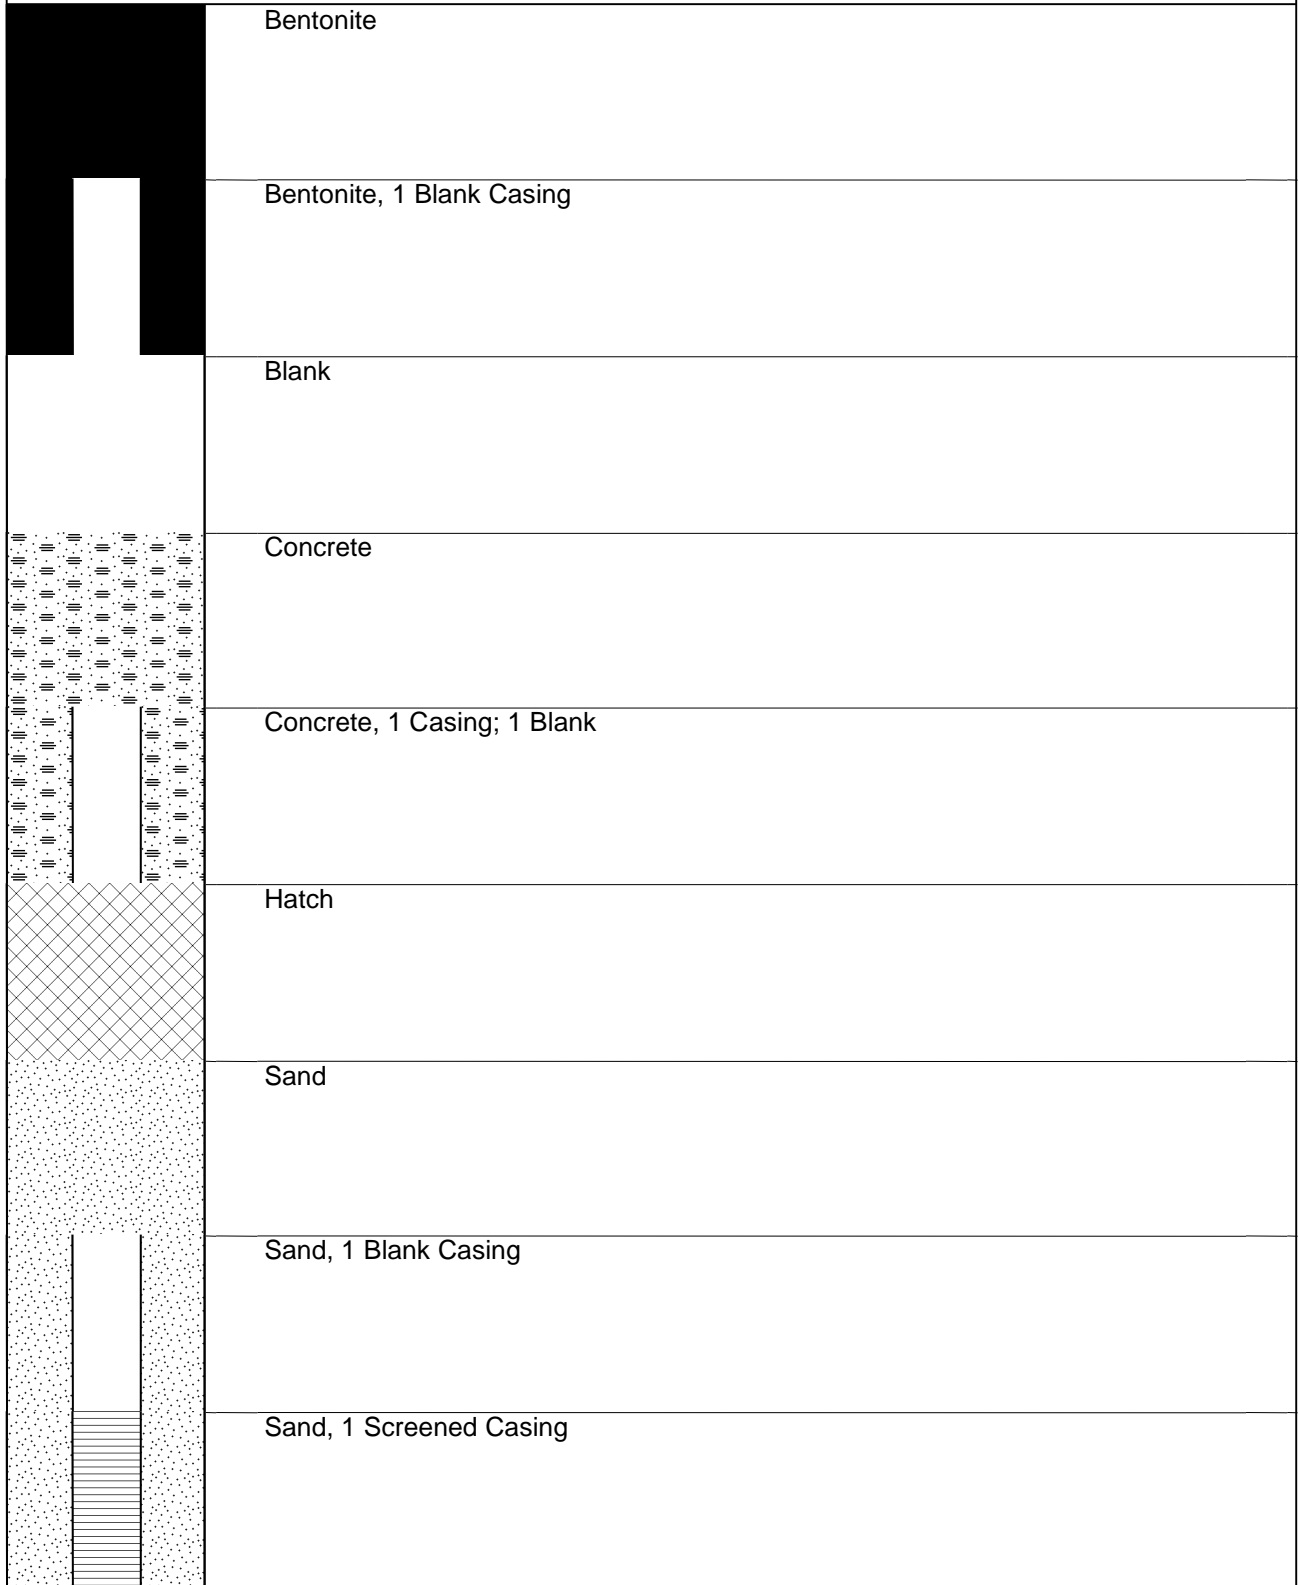 Bentonite
Bentonite, 1 Blank Casing
Blank
Concrete
Concrete, 1 Casing; 1 Blank
Hatch
Sand
Sand, 1 Blank Casing
Sand, 1 Screened Casing